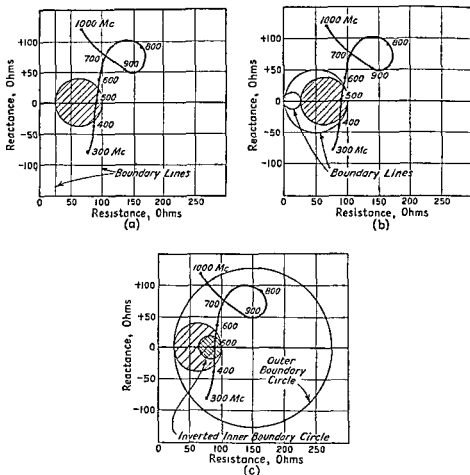 1000 Mc
700
800
900
600
500
400
300 Mc
+100
+50
0
-50
-100
Reactance, Ohms
Boundary Lines
0 50 100 150 200 250
Resistance, Ohms
(a)
1000 Mc
700
800
900
600
500
400
300 Mc
+100
+50
0
-50
-100
Reactance, Ohms
Boundary
Lines
0 50 100 150 200 250
Resistance, Ohms
(b)
1000 Mc
700
800
900
600
500
400
300 Mc
+100
+50
0
-50
-100
Reactance, Ohms
Outer
Boundary
Circle
Inverted Inner Boundary Circle
0 50 100 150 200 250
Resistance, Ohms
(c)